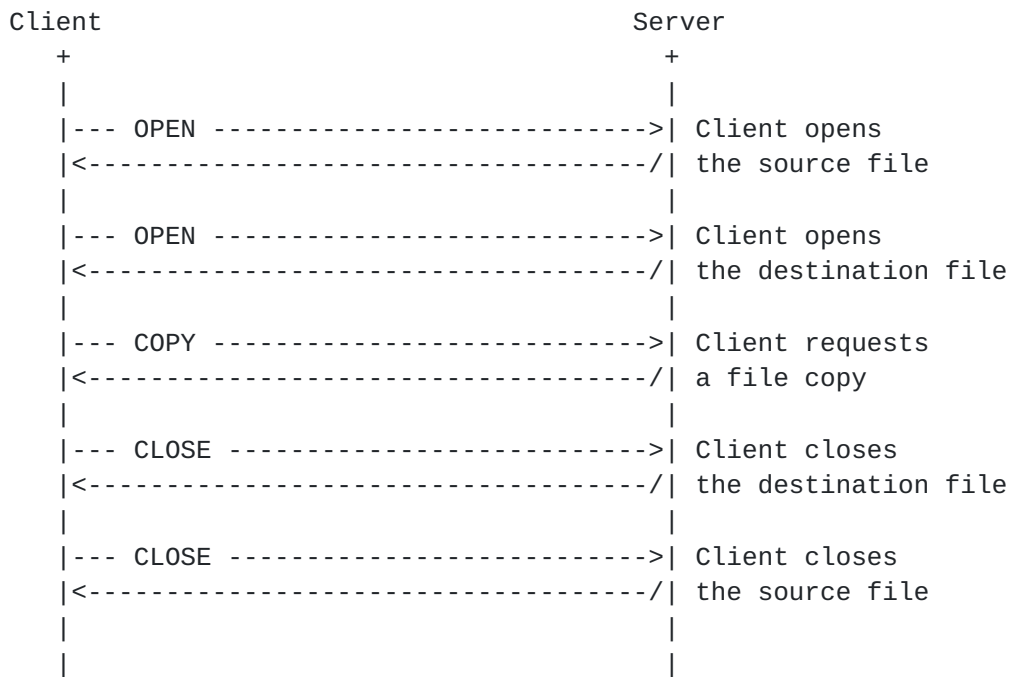 Client                                  Server
   +                                      +
   |                                      |
   |--- OPEN ---------------------------->| Client opens
   |<------------------------------------/| the source file
   |                                      |
   |--- OPEN ---------------------------->| Client opens
   |<------------------------------------/| the destination file
   |                                      |
   |--- COPY ---------------------------->| Client requests
   |<------------------------------------/| a file copy
   |                                      |
   |--- CLOSE --------------------------->| Client closes
   |<------------------------------------/| the destination file
   |                                      |
   |--- CLOSE --------------------------->| Client closes
   |<------------------------------------/| the source file
   |                                      |
   |                                      |